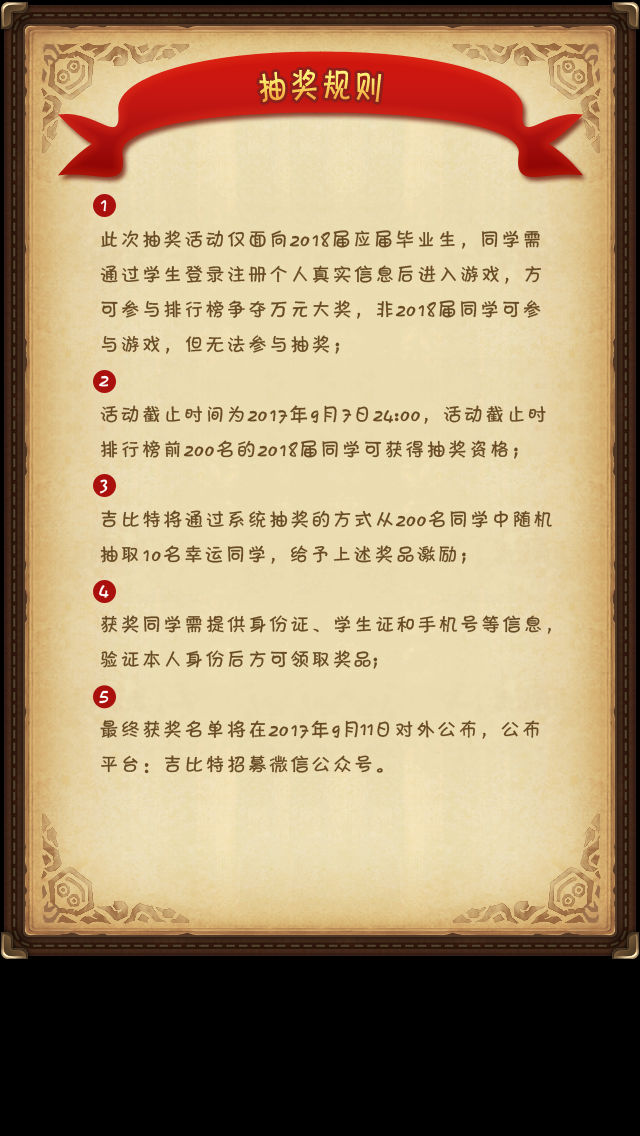 抽奖规则
1
此次抽奖活动仅面向2018届应届毕业生，同学需
通过学生登录注册个人真实信息后进入游戏，方
可参与排行榜争夺万元大奖，非2018届同学可参
与游戏，但无法参与抽奖；
2
活动截止时间为2017年9月7日24:00，活动截止时
排行榜前200名的2018届同学可获得抽奖资格；
3
吉比特将通过系统抽奖的方式从200名同学中随机
抽取10名幸运同学，给予上述奖品激励；
4
获奖同学需提供身份证、学生证和手机号等信息，
验证本人身份后方可领取奖品;
5
最终获奖名单将在2017年9月11日对外公布，公布
平台：吉比特招募微信公众号。